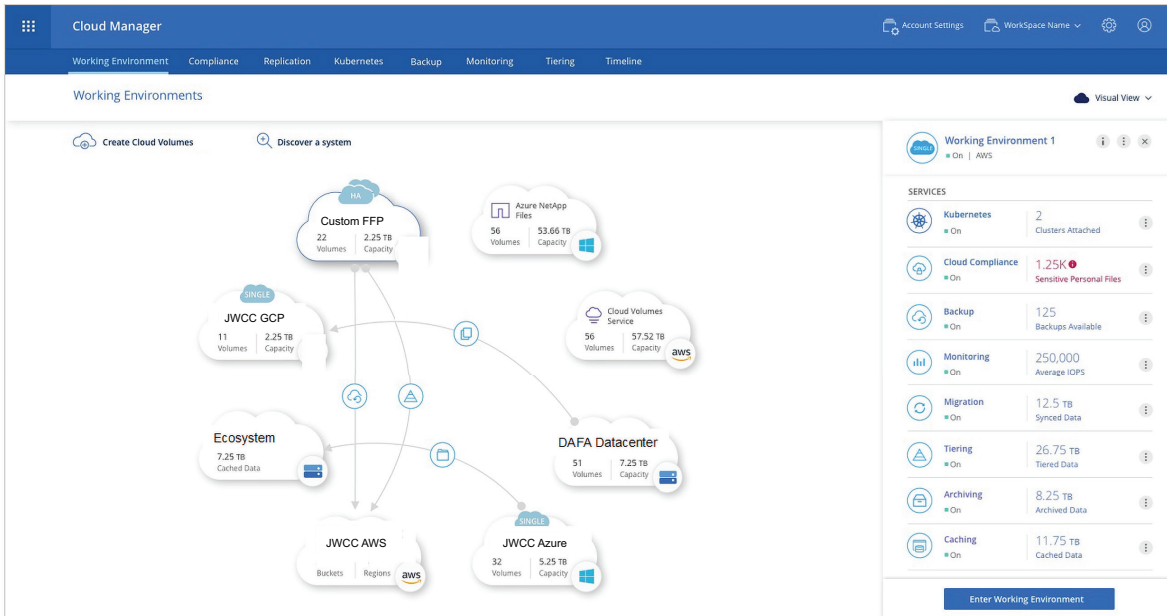 Cloud Manager
Account Settings
WorkSpace Name
Working Environment Compliance Replication Kubernetes Backup Monitoring Tiering Timeline
Working Environments
Visual View
Create Cloud Volumes
Discover a system
HA
Custom FFP
22 2.25 TB
Volumes Capacity
Azure NetApp
Files
56 53.66 TB
Volumes Capacity
SINGLE
JWCC GCP
11 2.25 TB
Volumes Capacity
Cloud Volumes
Service
56 57.52 TB
Volumes Capacity
aws
Ecosystem
7.25 TB
Cached Data
DAFA Datacenter
51 7.25 TB
Volumes Capacity
JWCC AWS
Buckets Regions
aws
SINGLE
JWCC Azure
32 5.25 TB
Volumes Capacity
SINGLE
Working Environment 1
On | AWS
SERVICES
Kubernetes 2
On Clusters Attached
Cloud Compliance 1.25K
On Sensitive Personal Files
Backup 125
On Backups Available
Monitoring 250,000
On Average IOPS
Migration 12.5 TB
On Synced Data
Tiering 26.75 TB
On Tiered Data
Archiving 8.25 TB
On Archived Data
Caching 11.75 TB
On Cached Data
Enter Working Environment